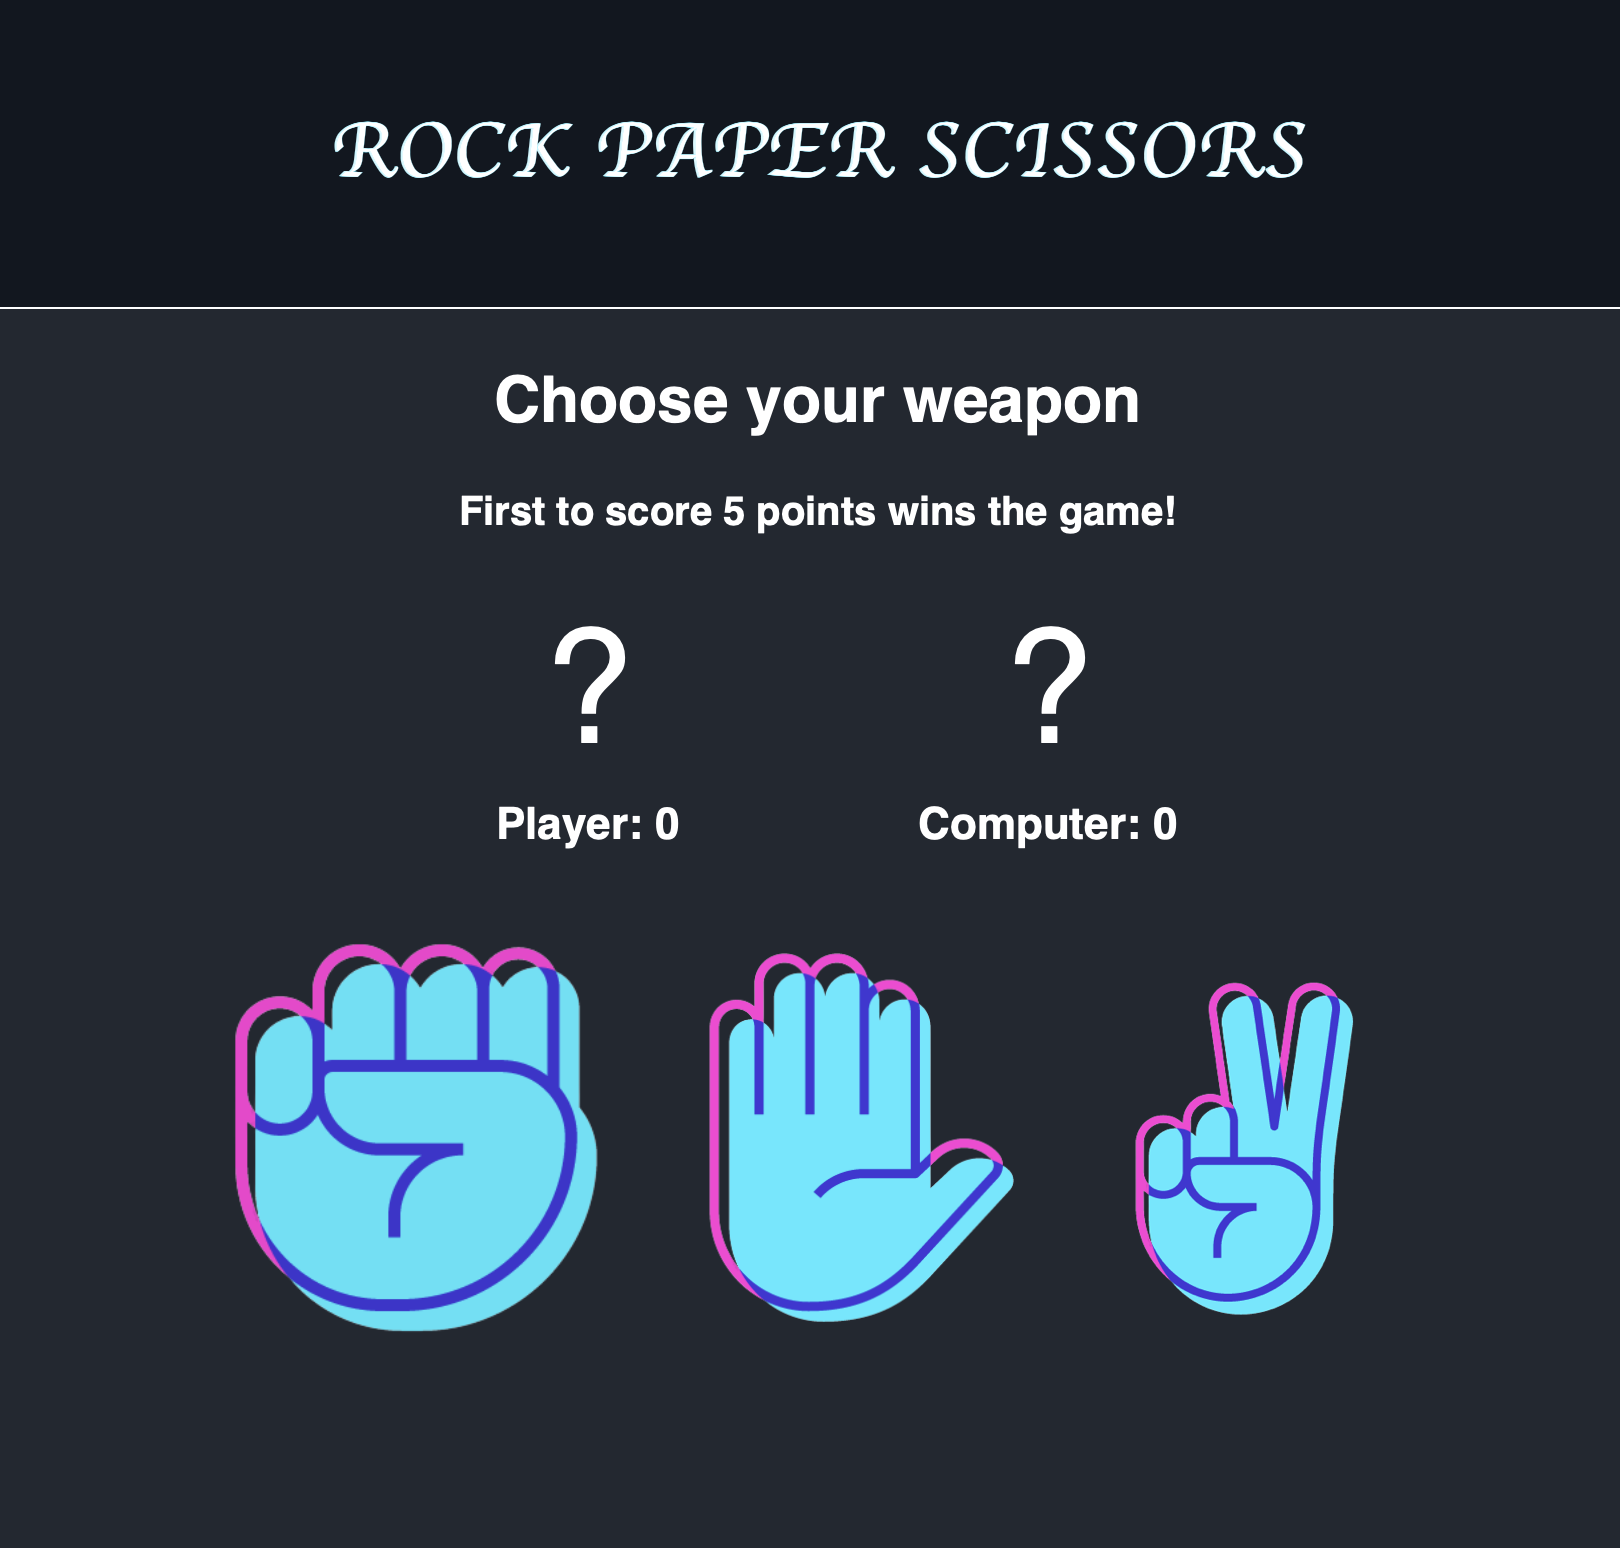 ROCK PAPER SCISSORS
Choose your weapon
First to score 5 points wins the game!
? ?
Player: 0 Computer: 0